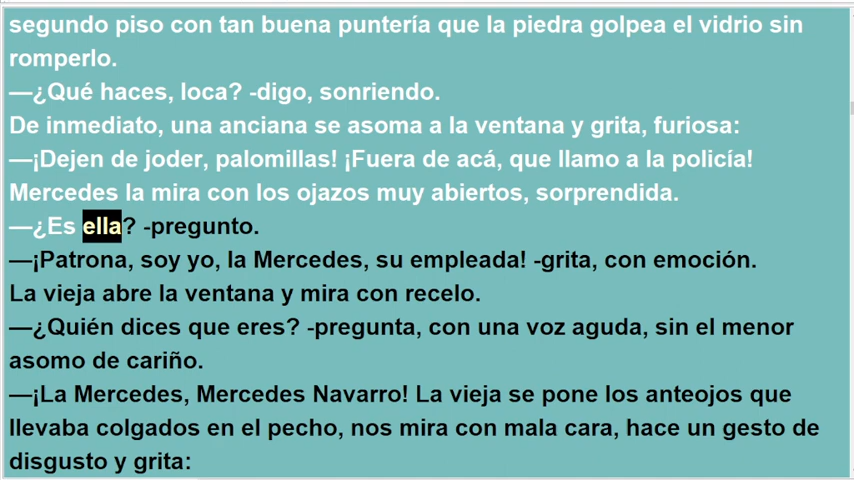 segundo piso con tan buena puntería que la piedra golpea el vidrio sin
romperlo.
—¿Qué haces, loca? -digo, sonriendo.
De inmediato, una anciana se asoma a la ventana y grita, furiosa:
—¡Dejen de joder, palomillas! ¡Fuera de acá, que llamo a la policía!
Mercedes la mira con los ojazos muy abiertos, sorprendida.
—¿Es ella? -pregunto.
—¡Patrona, soy yo, la Mercedes, su empleada! -grita, con emoción.
La vieja abre la ventana y mira con recelo.
—¿Quién dices que eres? -pregunta, con una voz aguda, sin el menor
asomo de cariño.
—¡La Mercedes, Mercedes Navarro! La vieja se pone los anteojos que
llevaba colgados en el pecho, nos mira con mala cara, hace un gesto de
disgusto y grita: